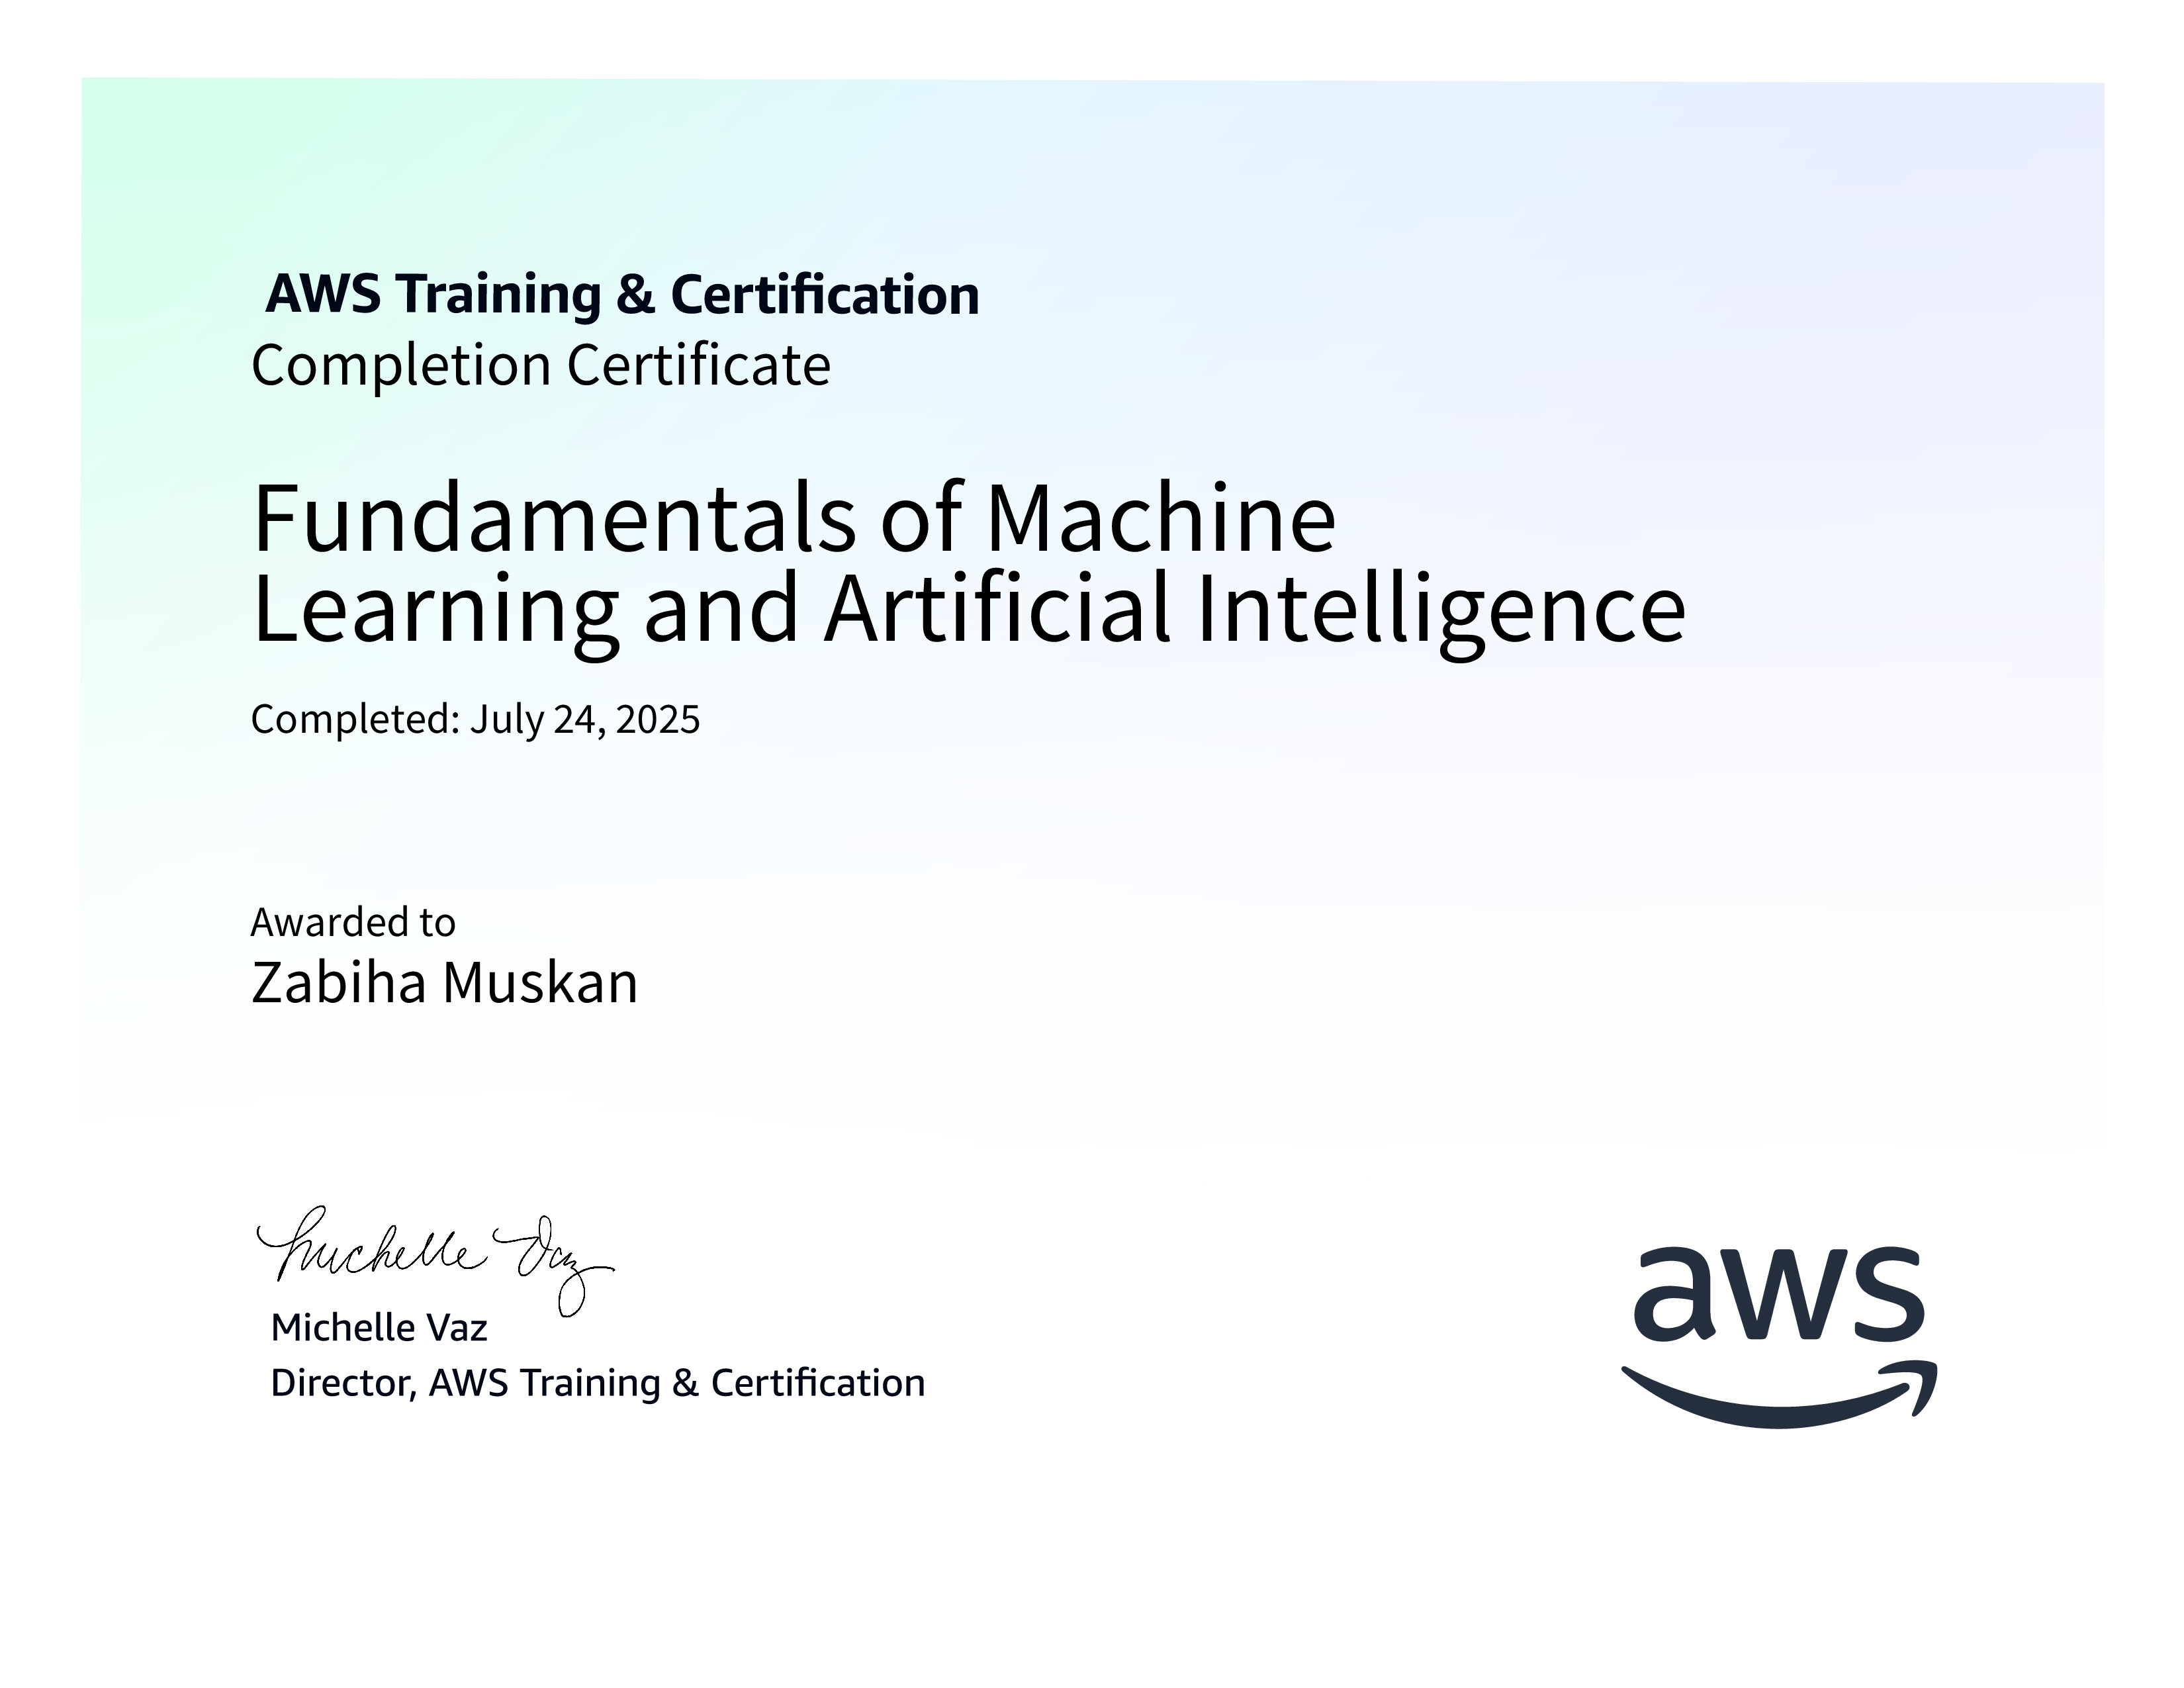 AWS Training & Certification
Completion Certificate
Fundamentals of Machine
Learning and Artificial Intelligence
Completed: July 24, 2025
Awarded to
Zabiha Muskan
Michelle Vaz
Michelle Vaz
Director, AWS Training & Certification
aws